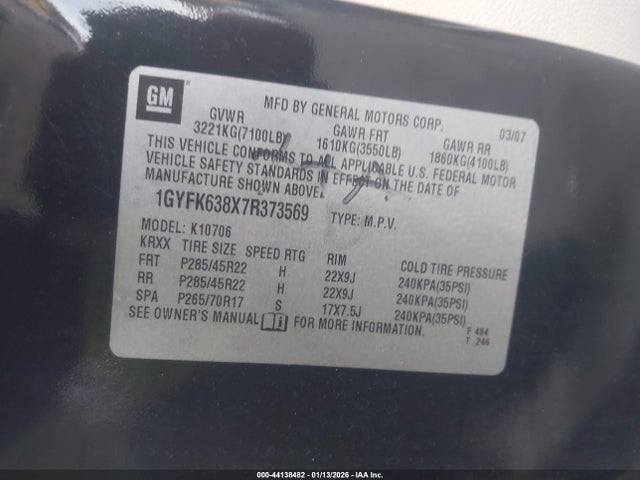 GM
MFD BY GENERAL MOTORS CORP. 03/07
GVWR GAWR FRT GAWR RR
3221KG(7100LB) 1610KG(3550LB) 1860KG(4100LB)
THIS VEHICLE CONFORMS TO ALL APPLICABLE U.S. FEDERAL MOTOR
VEHICLE SAFETY STANDARDS IN EFFECT ON THE DATE OF
MANUFACTURE SHOWN ABOVE.
1GYFK638X7R373569 TYPE: M.P.V.
MODEL: K10706
KRXX TIRE SIZE SPEED RTG RIM COLD TIRE PRESSURE
FRT P285/45R22 H 22X9J 240KPA(35PSI)
RR P285/45R22 H 22X9J 240KPA(35PSI)
SPA P265/70R17 S 17X7.5J 240KPA(35PSI)
SEE OWNER'S MANUAL FOR MORE INFORMATION.
F 484
T 246
000-44138482 - 01/13/2026 - IAA Inc.